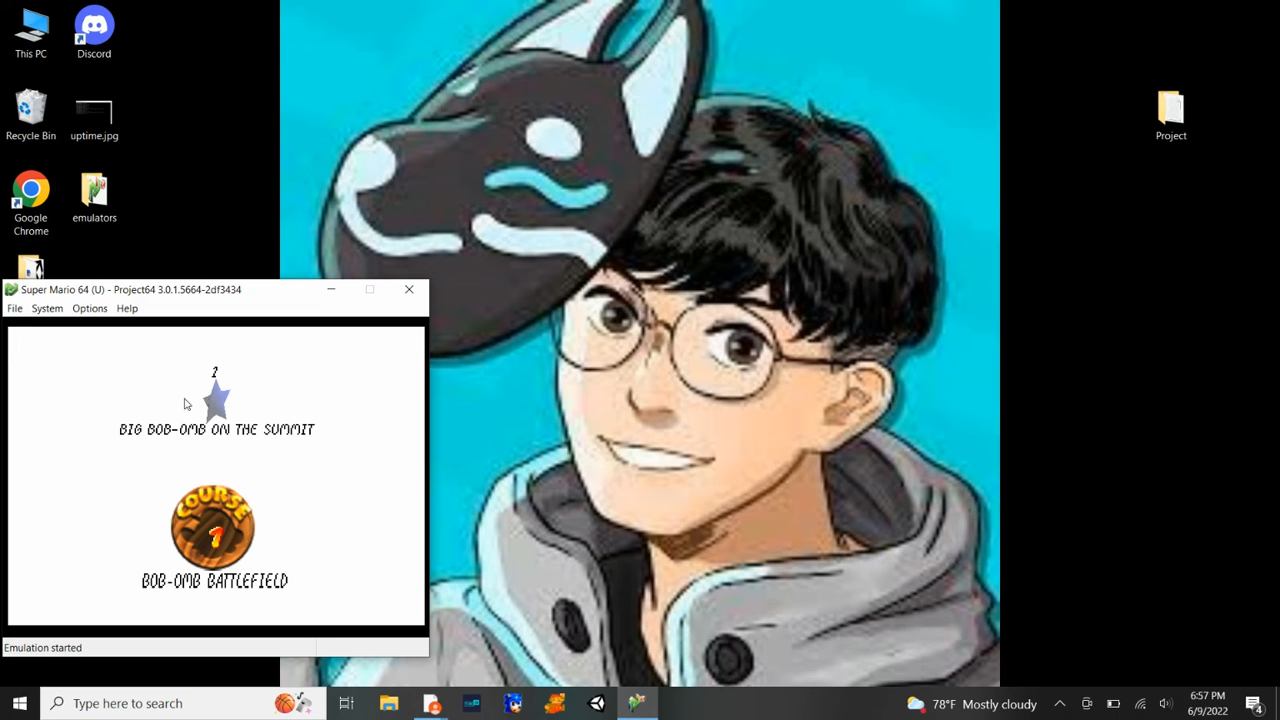 This PC
Discord
Recycle Bin
uptime.jpg
Google
Chrome
emulators
Project
Super Mario 64 (U) - Project64 3.0.1.5664-2df3434
File System Options Help
2
BIG BOB-OMB ON THE SUMMIT
COURSE
1
BOB-OMB BATTLEFIELD
Emulation started
Type here to search
78°F Mostly cloudy
6:57 PM
6/9/2022
4